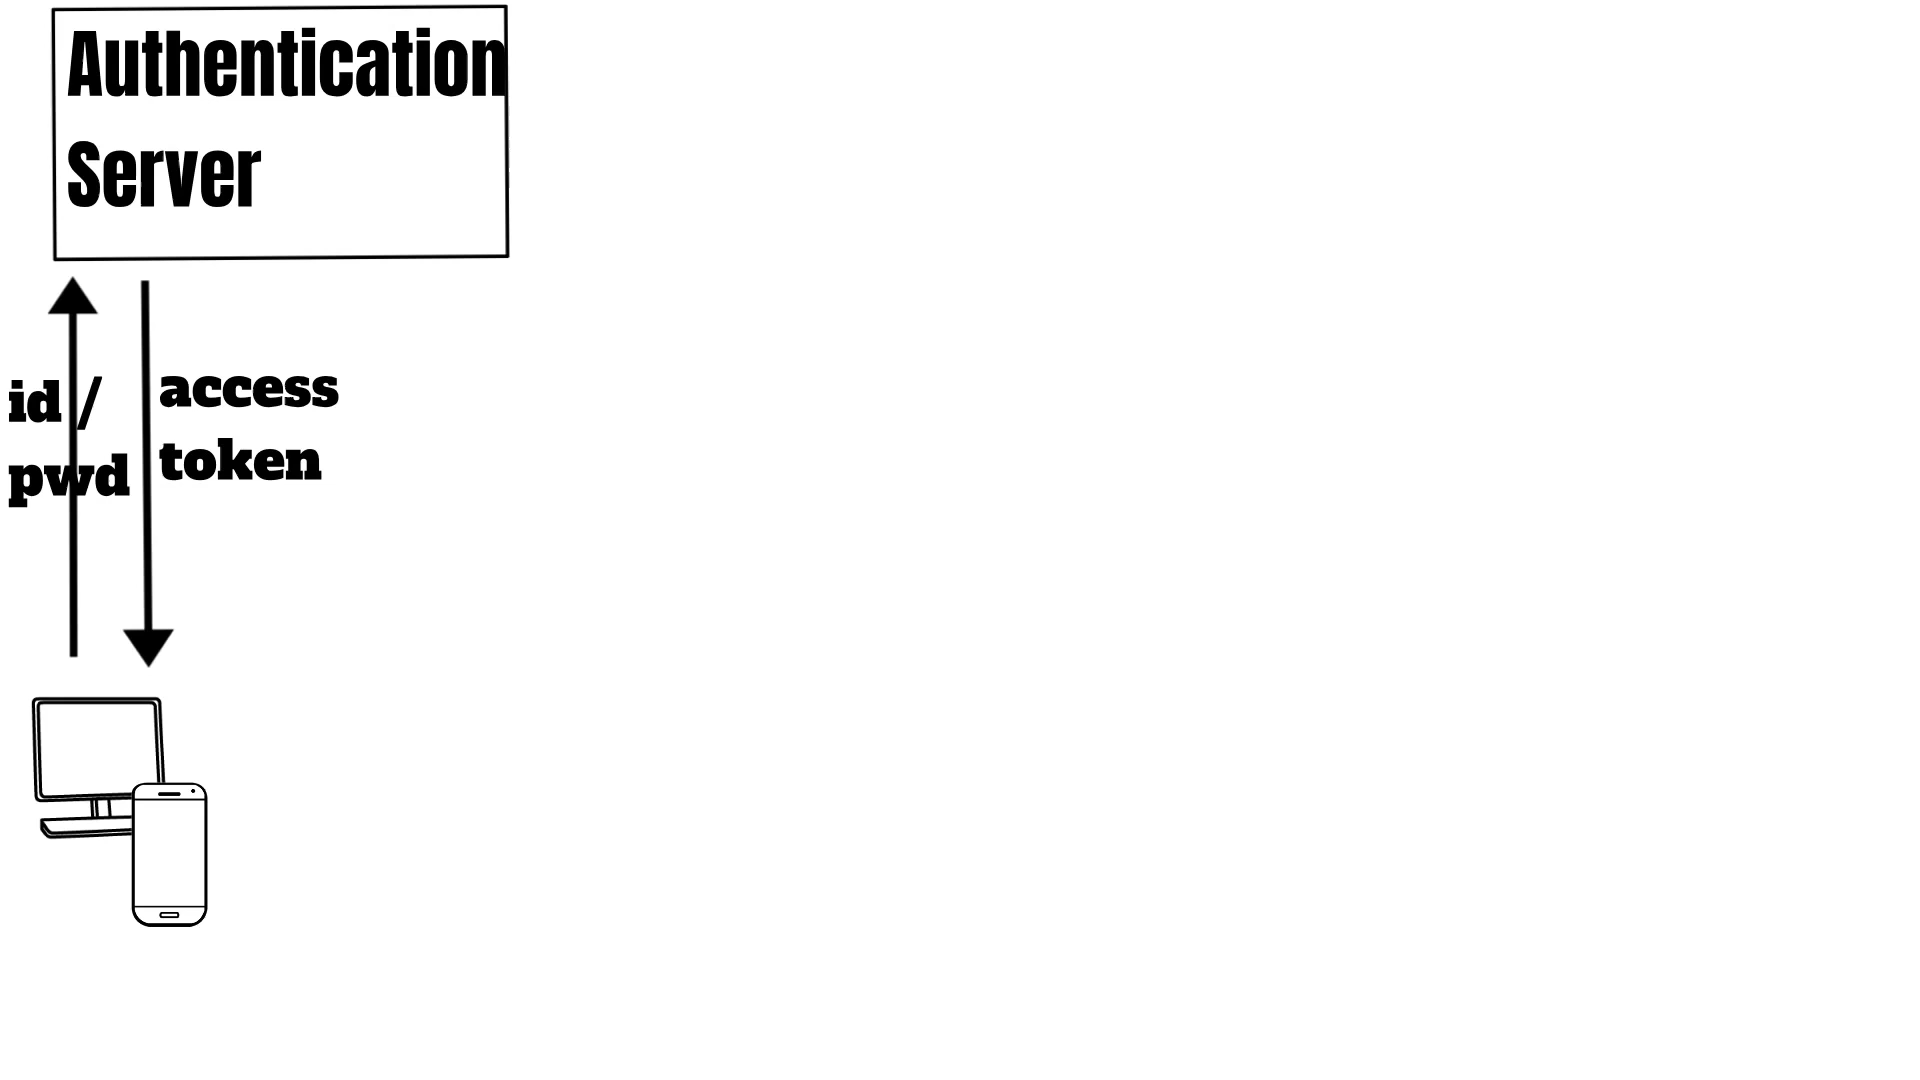 Authentication
Server
id /
pwd
access
token